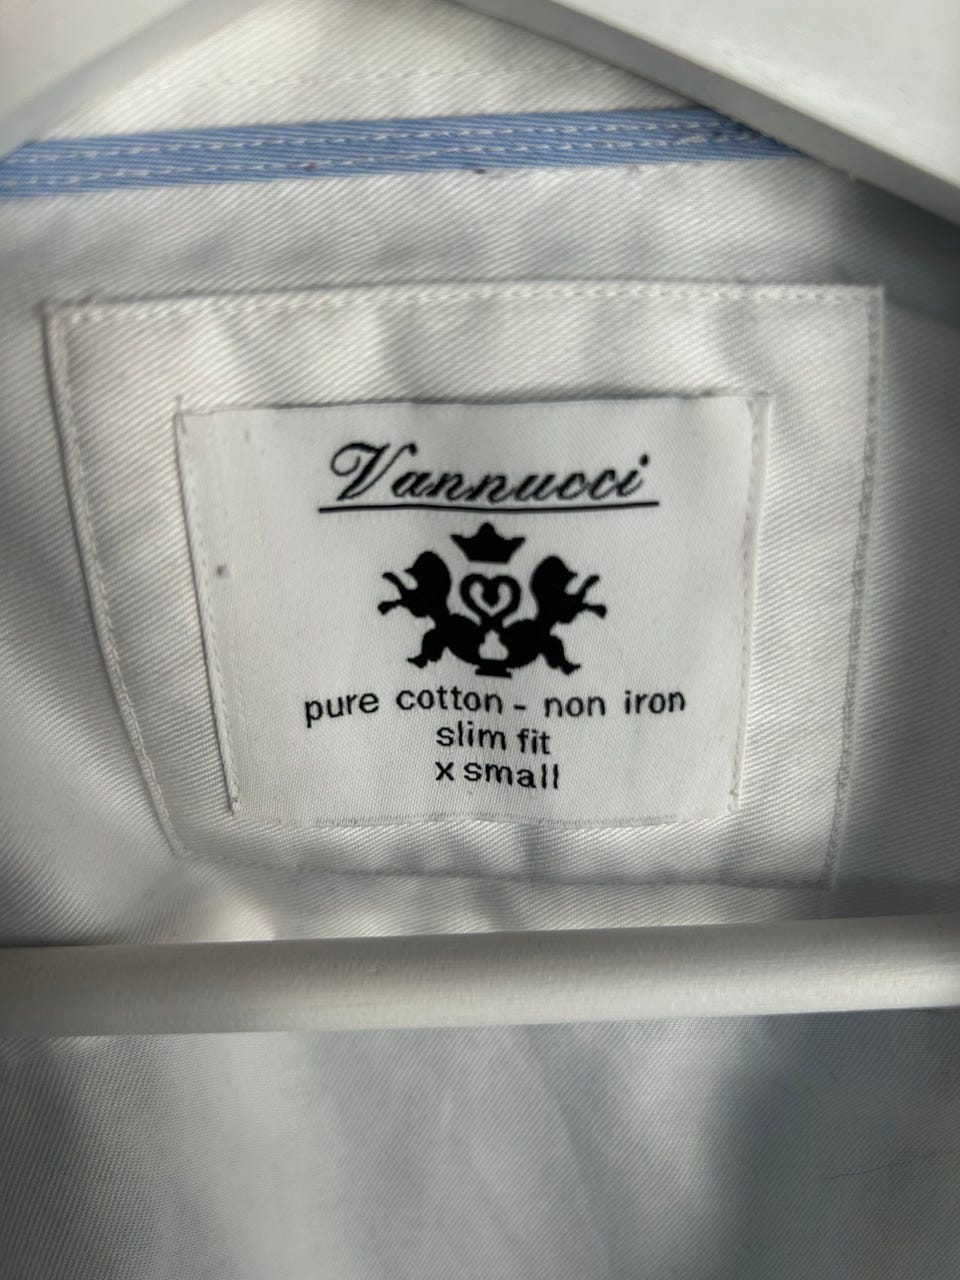 Vannucci
pure cotton - non iron
slim fit
x small